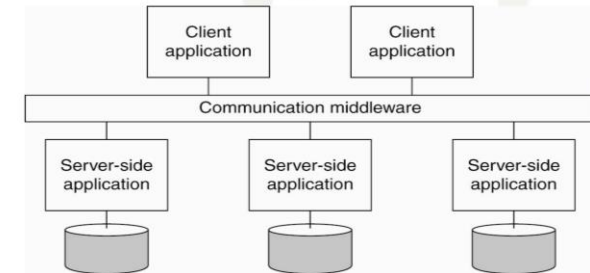 Client
application
Client
application
Communication middleware
Server-side
application
Server-side
application
Server-side
application